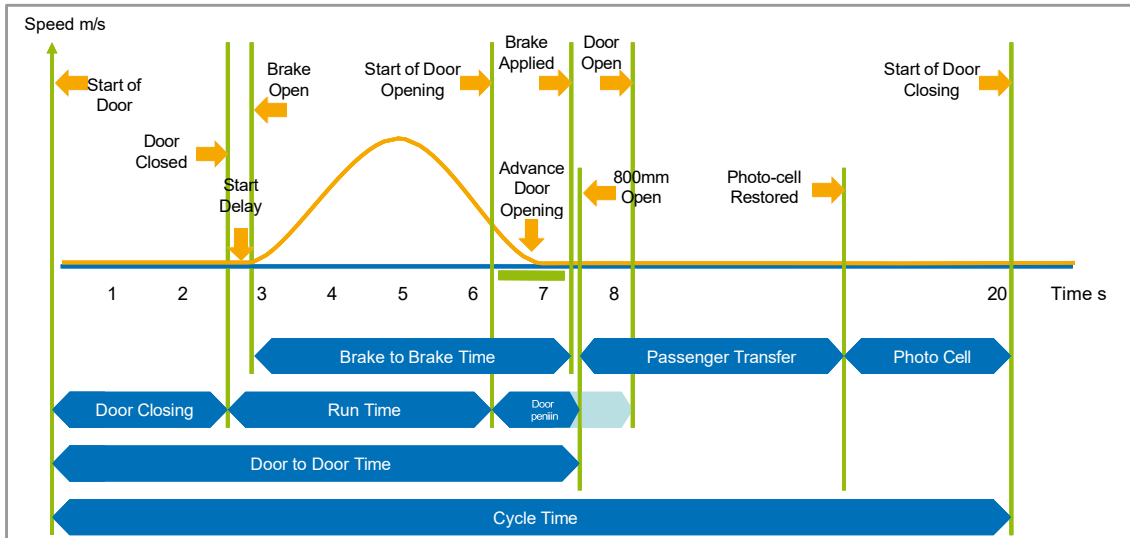 Speed m/s
Start of
Door
Door
Closed
Start
Delay
Brake
Open
Start of Door
Opening
Brake
Applied
Door
Open
Advance
Door
Opening
800mm
Open
Photo-cell
Restored
Start of Door
Closing
1 2 3 4 5 6 7 8 20 Time s
Brake to Brake Time
Passenger Transfer
Photo Cell
Door Closing
Run Time
Door
peniin
Door to Door Time
Cycle Time